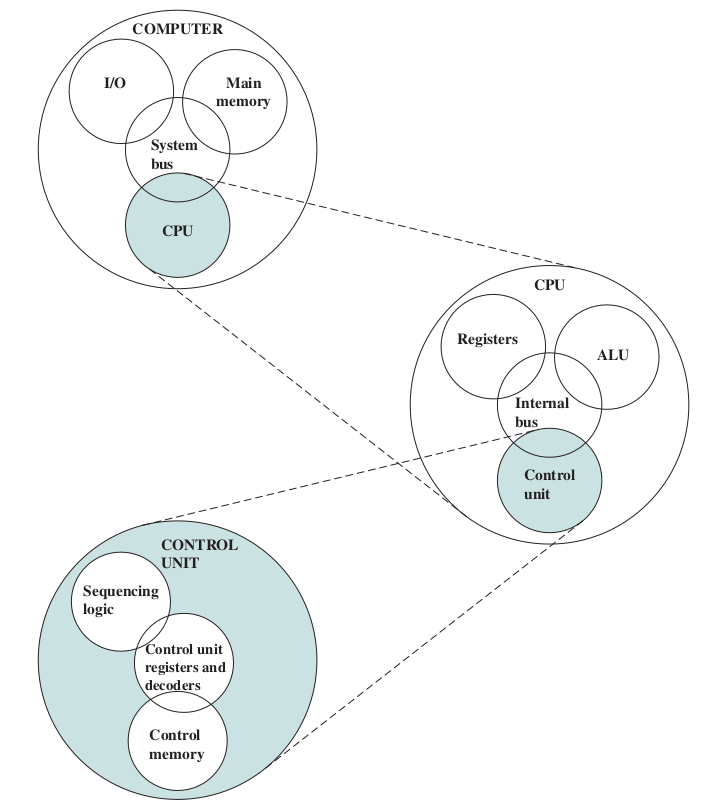 COMPUTER
I/O
Main
memory
System
bus
CPU
CPU
Registers
ALU
Internal
bus
Control
unit
CONTROL
UNIT
Sequencing
logic
Control unit
registers and
decoders
Control
memory